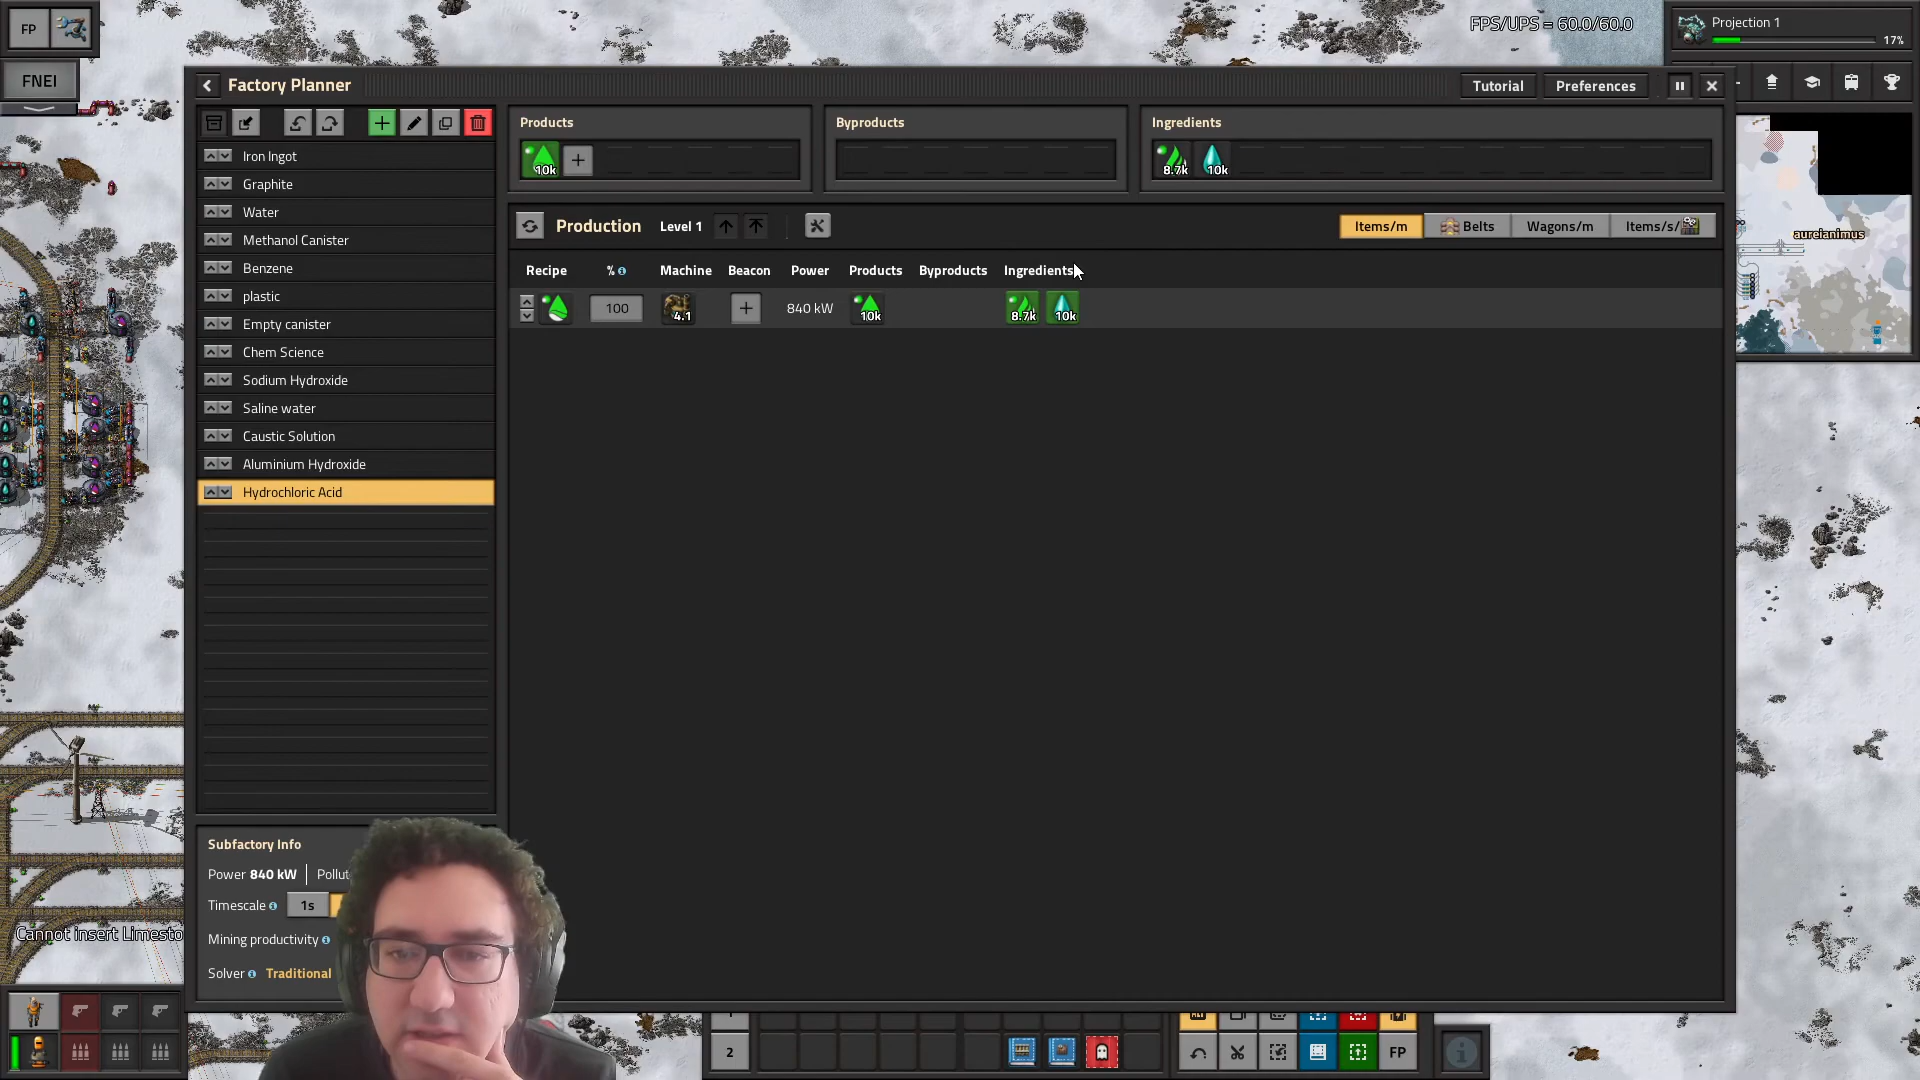 FP
FPS/UPS = 60.0/60.0
Projection 1
17%
FNEI
Factory Planner
Tutorial
Preferences
Products
Byproducts
Ingredients
10k
8.7k
10k
Iron Ingot
Graphite
Water
Methanol Canister
Benzene
plastic
Empty canister
Chem Science
Sodium Hydroxide
Saline water
Caustic Solution
Aluminium Hydroxide
Hydrochloric Acid
Production
Level 1
Items/m
Belts
Wagons/m
Items/s/
Recipe
%
Machine
Beacon
Power
Products
Byproducts
Ingredients
100
4.1
840 kW
10k
8.7k
10k
aureianimus
Subfactory Info
Power 840 kW
Pollut
Timescale
1s
Mining productivity
Solver
Traditional
Cannot insert Limesto
2
FP